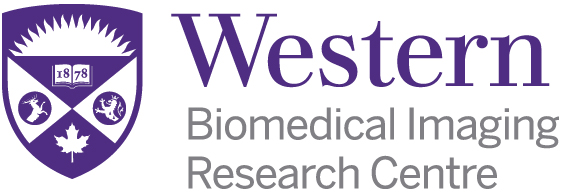 1878
Western
Biomedical Imaging
Research Centre